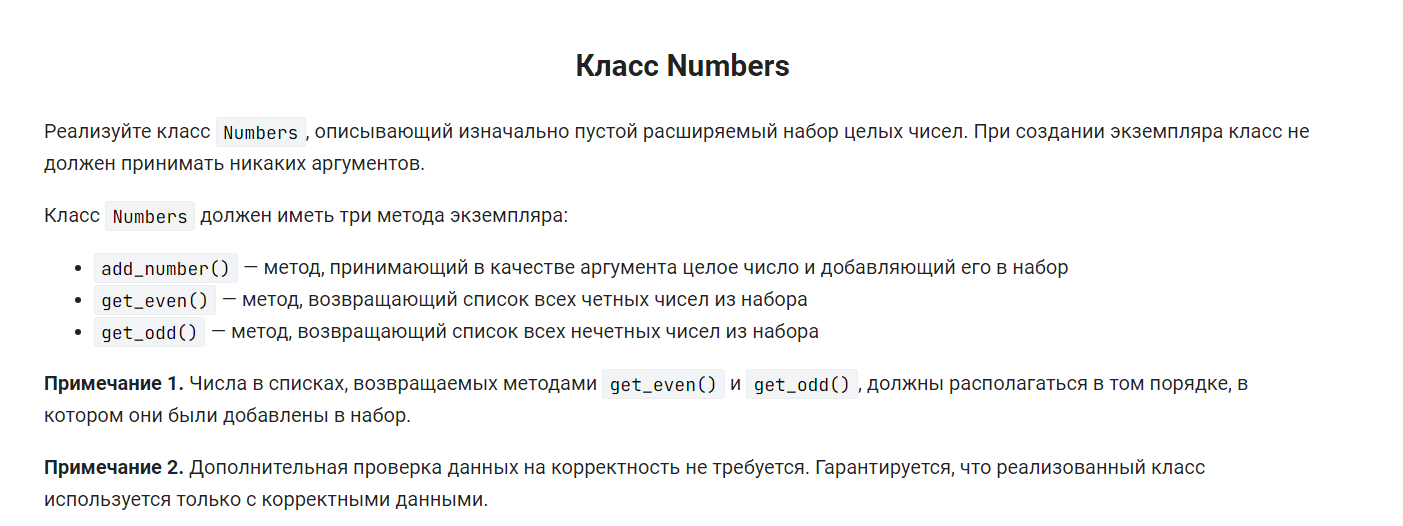 Класс Numbers
Реализуйте класс Numbers, описывающий изначально пустой расширяемый набор целых чисел. При создании экземпляра класс не
должен принимать никаких аргументов.
Класс Numbers должен иметь три метода экземпляра:
• add_number() — метод, принимающий в качестве аргумента целое число и добавляющий его в набор
• get_even() — метод, возвращающий список всех четных чисел из набора
• get_odd() — метод, возвращающий список всех нечетных чисел из набора
Примечание 1. Числа в списках, возвращаемых методами get_even() и get_odd(), должны располагаться в том порядке, в
котором они были добавлены в набор.
Примечание 2. Дополнительная проверка данных на корректность не требуется. Гарантируется, что реализованный класс
используется только с корректными данными.